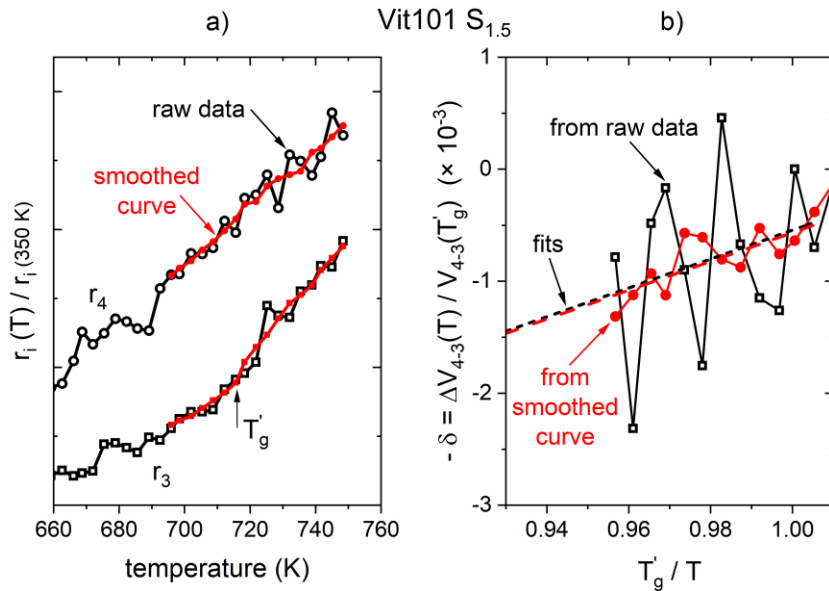 a) Vit101 S1.5 b)
raw data
smoothed
curve
r4
r3
T'g
ri (T) / ri (350 K)
660 680 700 720 740 760
temperature (K)
from raw data
fits
from
smoothed
curve
- δ = ΔV4-3(T) / V4-3(T'g) (× 10-3)
1
0
-1
-2
-3
0.94 0.96 0.98 1.00
T'g / T